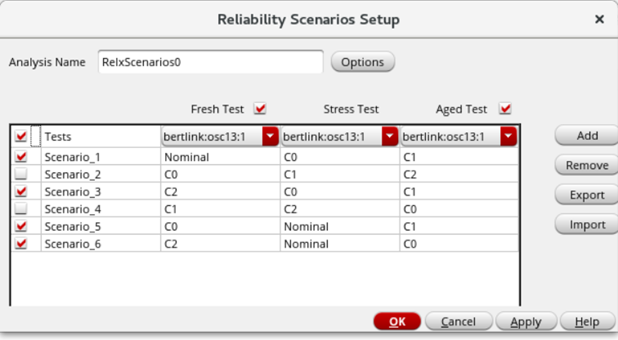 Reliability Scenarios Setup
Analysis Name RelxScenarios0 Options
Fresh Test Stress Test Aged Test
Tests bertlink:osc13:1 bertlink:osc13:1 bertlink:osc13:1 Add
Scenario_1 Nominal C0 C1
Scenario_2 C0 C1 C2 Remove
Scenario_3 C2 C0 C1
Scenario_4 C1 C2 C0 Export
Scenario_5 C0 Nominal C1 Import
Scenario_6 C2 Nominal C0
OK Cancel Apply Help